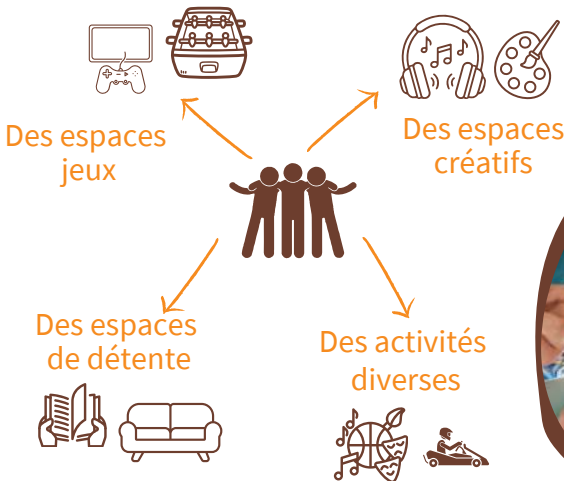 Des espaces
jeux
Des espaces
créatifs
Des espaces
de détente
Des activités
diverses